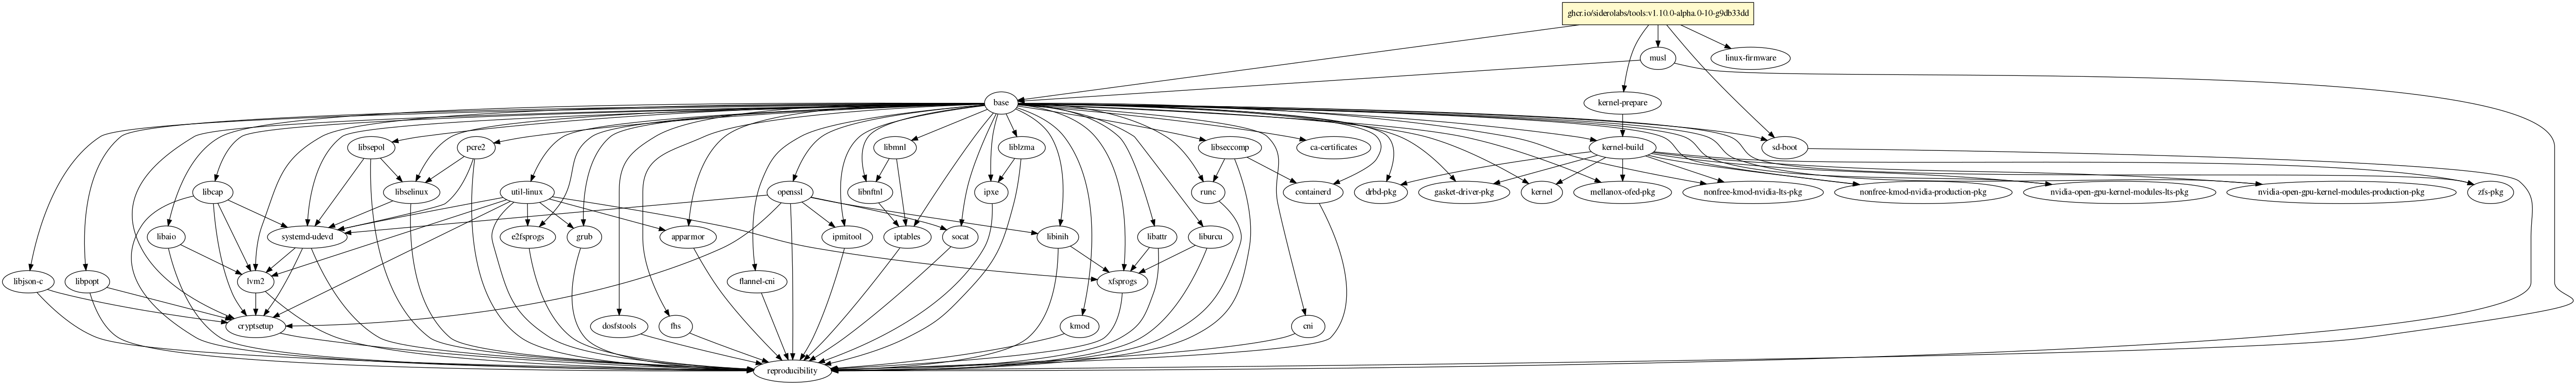 ghcr.io/siderolabs/tools:v1.10.0-alpha.0-10-g9db33dd
musl
linux-firmware
base
kernel-prepare
libsepol
pcre2
libmnl
liblzma
libseccomp
ca-certificates
kernel-build
sd-boot
libcap
libselinux
util-linux
openssl
libnftnl
ipxe
runc
containerd
drbd-pkg
gasket-driver-pkg
kernel
mellanox-ofed-pkg
nonfree-kmod-nvidia-lts-pkg
nonfree-kmod-nvidia-production-pkg
nvidia-open-gpu-kernel-modules-lts-pkg
nvidia-open-gpu-kernel-modules-production-pkg
zfs-pkg
libaio
systemd-udevd
e2fsprogs
grub
apparmor
ipmitool
iptables
socat
libinih
libattr
liburcu
libjson-c
libpopt
lvm2
flannel-cni
xfsprogs
cryptsetup
dosfstools
fhs
kmod
cni
reproducibility